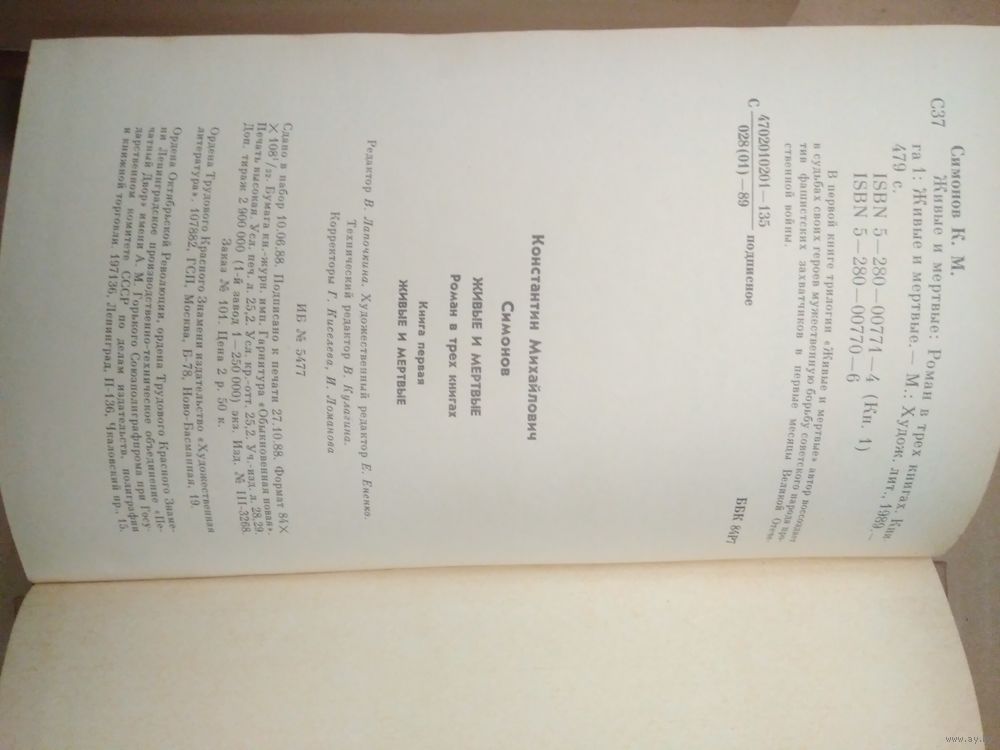 Симонов К. М.
С37 Живые и мертвые: Роман в трех книгах. Кни-
га 1: Живые и мертвые.— М.: Худож. лит., 1989.—
479 с.
ISBN 5—280—00771—4 (Кн. 1)
ISBN 5—280—00770—6
В первой книге трилогии «Живые и мертвые» автор воссоздает
в судьбах своих героев мужественную борьбу советского народа про-
тив фашистских захватчиков в первые месяцы Великой Отече-
ственной войны.
С 4702010201—135 подписное
028(01)—89
ББК 84Р7
Константин Михайлович
Симонов
ЖИВЫЕ И МЕРТВЫЕ
Роман в трех книгах
Книга первая
ЖИВЫЕ И МЕРТВЫЕ
Редактор В. Лапочкина. Художественный редактор Е. Ененко.
Технический редактор В. Кулагина.
Корректоры Г. Киселева, И. Ломанова
ИБ № 5477
Сдано в набор 10.06.88. Подписано к печати 27.10.88. Формат 84×
×108¹/₃₂. Бумага кн.-журн. имп. Гарнитура «Обыкновенная новая».
Печать высокая. Усл. печ. л. 25,2. Усл. кр.-отт. 25,2. Уч.-изд. л. 28,29.
Доп. тираж 2 900 000 (1-й завод 1—250 000) экз. Изд. № III-3268.
Заказ № 101. Цена 2 р. 50 к.
Ордена Трудового Красного Знамени издательство «Художественная
литература». 107882, ГСП, Москва, Б-78, Ново-Басманная, 19.
Ордена Октябрьской Революции, ордена Трудового Красного Знаме-
ни Ленинградское производственно-техническое объединение «Пе-
чатный Двор» имени А. М. Горького Союзполиграфпрома при Госу-
дарственном комитете СССР по делам издательств, полиграфии
и книжной торговли. 197136, Ленинград, П-136, Чкаловский пр., 15.